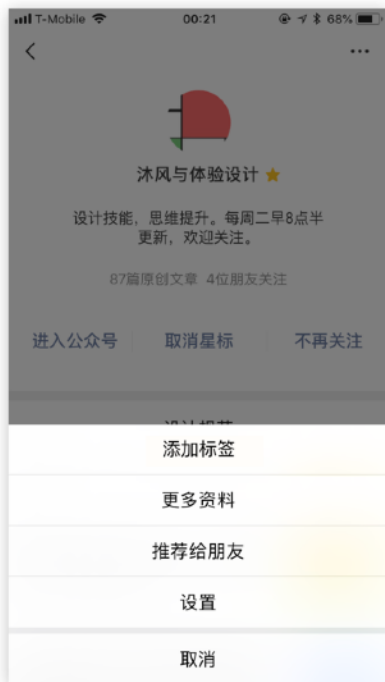 T-Mobile 00:21 68%
沐风与体验设计
设计技能，思维提升。每周二早8点半
更新，欢迎关注。
87篇原创文章 4位朋友关注
进入公众号 取消星标 不再关注
添加标签
更多资料
推荐给朋友
设置
取消